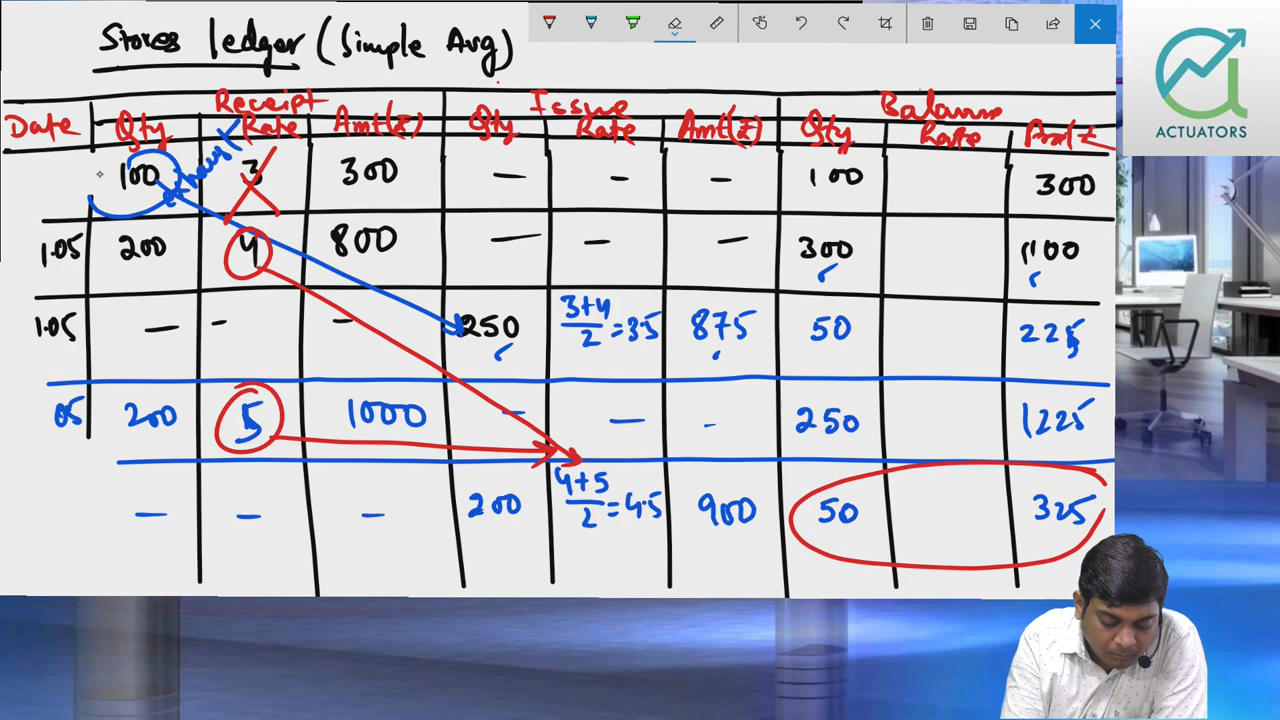 Stores ledger (Simple Avg)
Receipt Issue Balance
Date Qty Rate Amt(₹) Qty Rate Amt(₹) Qty Rate Amt ₹
100 3 300 — — — 100 300
exhaust
1.05 200 4 800 — — — 300 1100
1.05 — - - 250 3+4/2 = 3.5 875 50 225
05 200 5 1000 - — - 250 1225
— — — 200 4+5/2 = 4.5 900 50 325
ACTUATORS